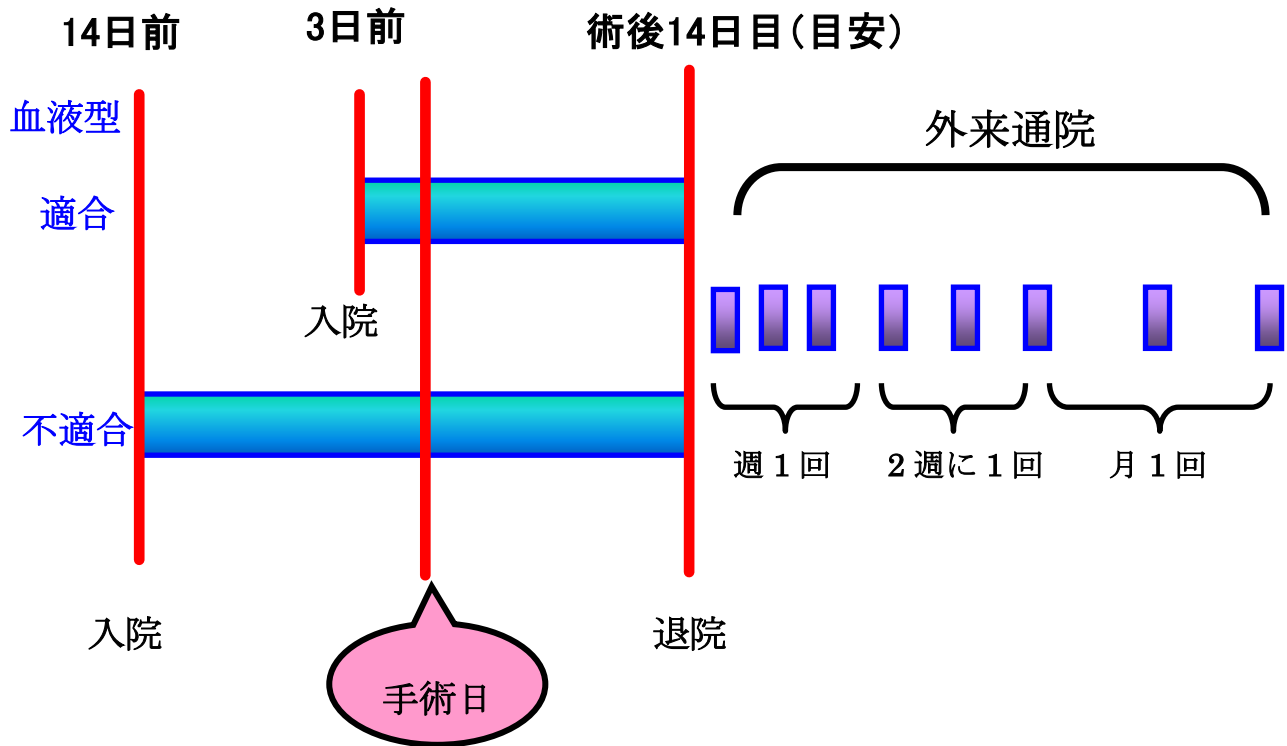 14日前
3日前
術後14日目(目安)
血液型
外来通院
適合
入院
不適合
週1回
2週に1回
月1回
入院
退院
手術日